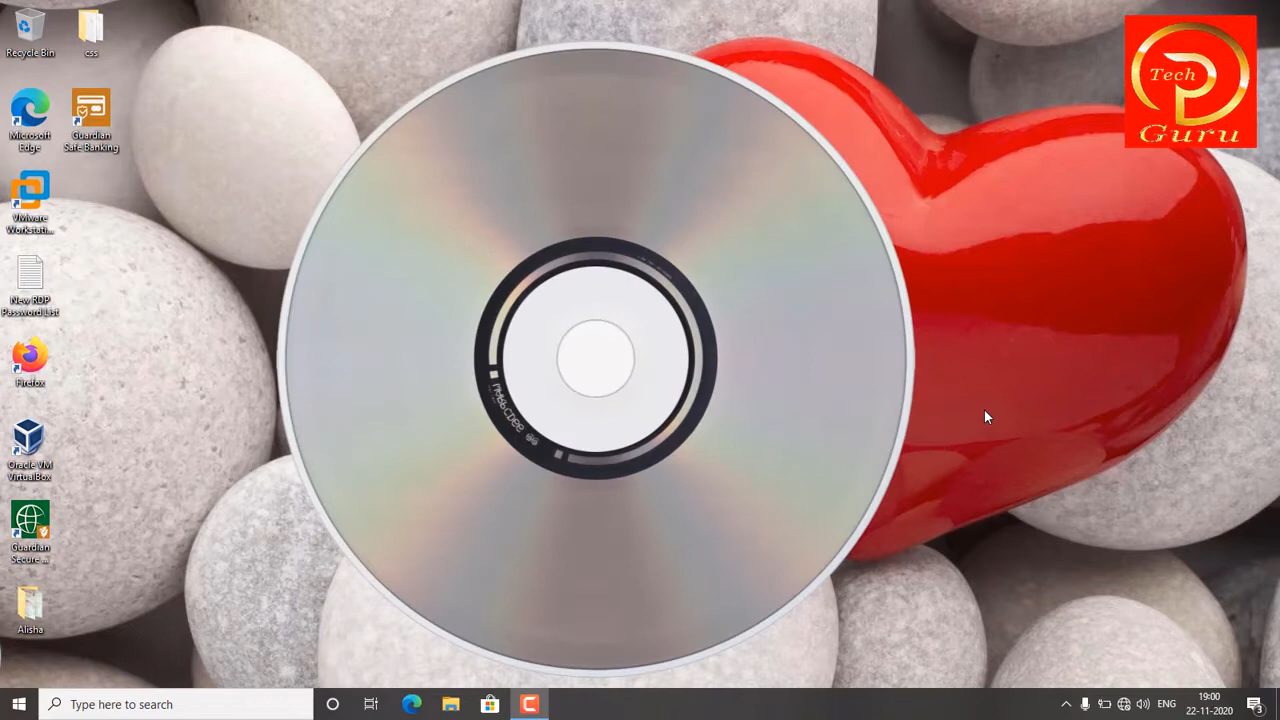 Recycle Bin
css
Microsoft
Edge
Guardian
Safe Banking
VMware
Workstati...
New RDP
Password List
Firefox
Oracle VM
VirtualBox
Guardian
Secure ...
Alisha
Tech
Guru
Type here to search
ENG
19:00
22-11-2020
3